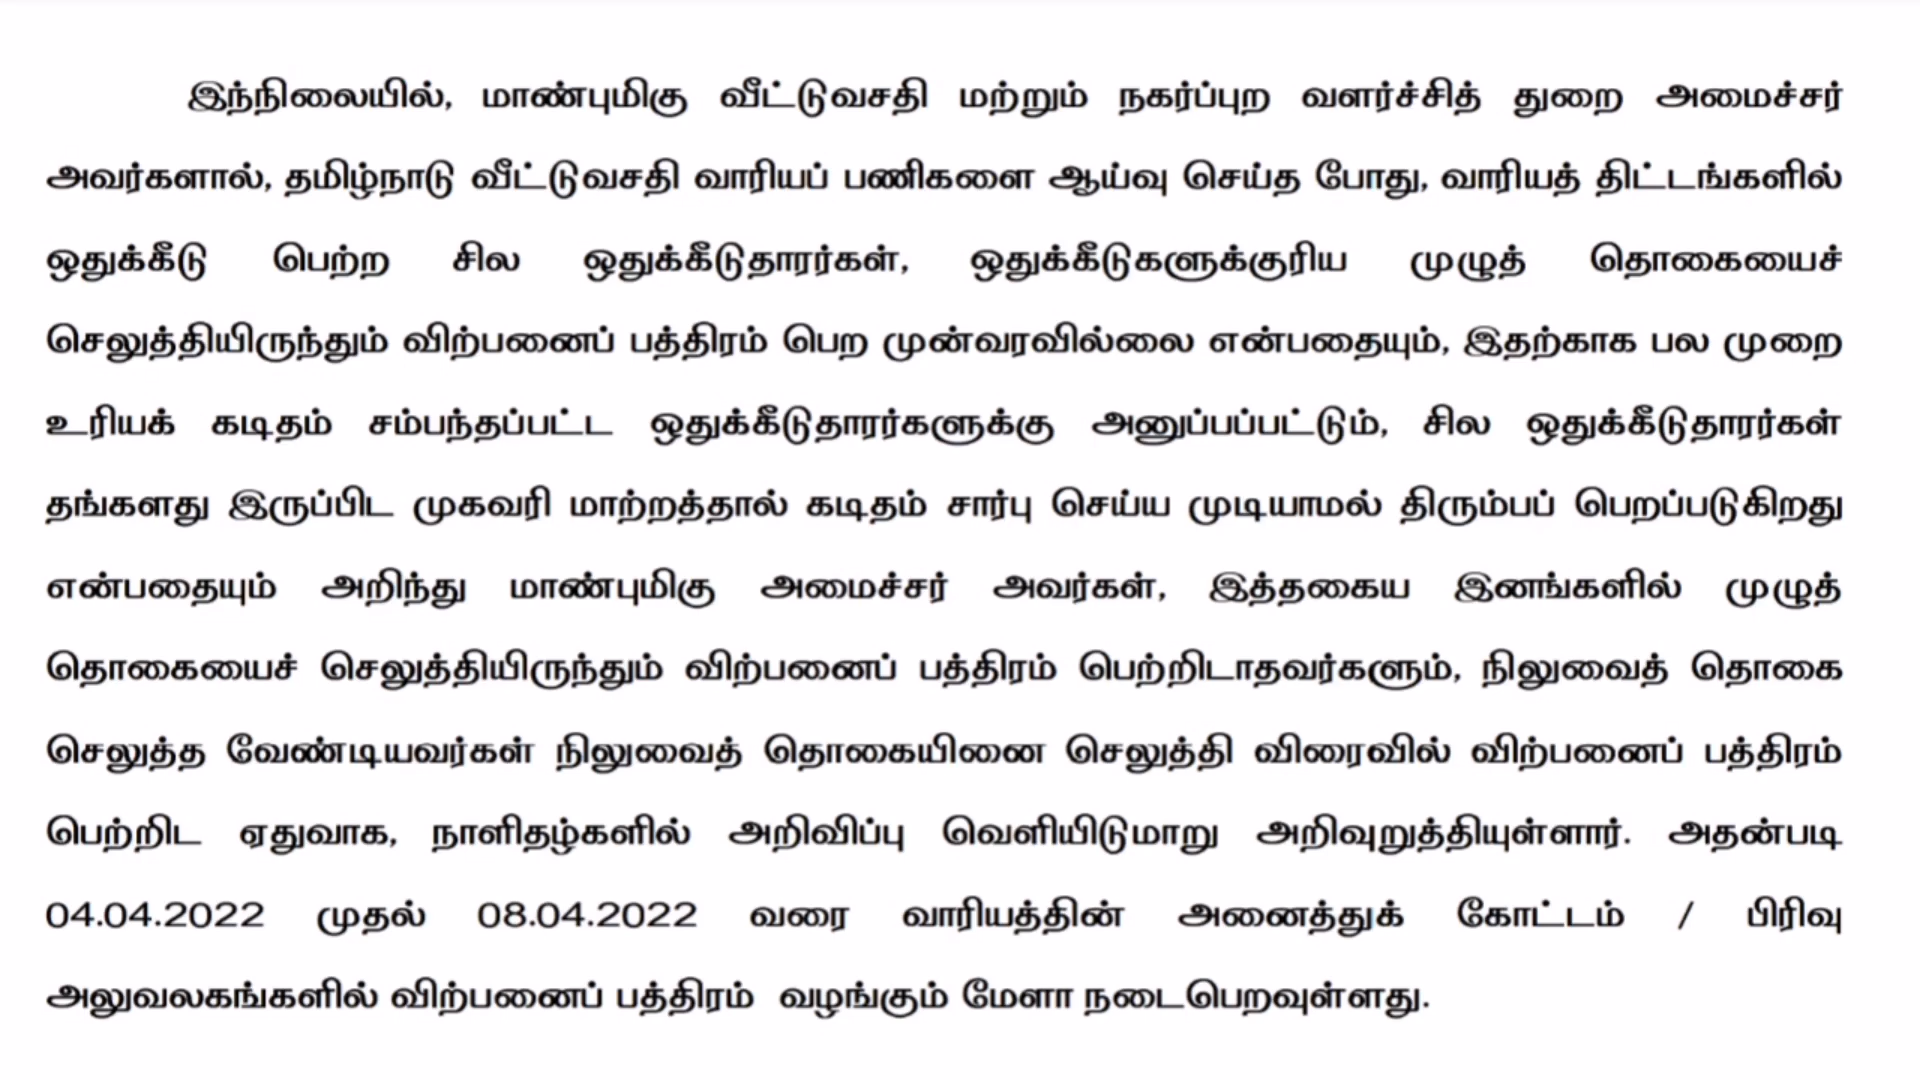 இந்நிலையில், மாண்புமிகு வீட்டுவசதி மற்றும் நகர்ப்புற வளர்ச்சித் துறை அமைச்சர்
அவர்களால், தமிழ்நாடு வீட்டுவசதி வாரியப் பணிகளை ஆய்வு செய்த போது, வாரியத் திட்டங்களில்
ஒதுக்கீடு பெற்ற சில ஒதுக்கீடுதாரர்கள், ஒதுக்கீடுகளுக்குரிய முழுத் தொகையைச்
செலுத்தியிருந்தும் விற்பனைப் பத்திரம் பெற முன்வரவில்லை என்பதையும், இதற்காக பல முறை
உரியக் கடிதம் சம்பந்தப்பட்ட ஒதுக்கீடுதாரர்களுக்கு அனுப்பப்பட்டும், சில ஒதுக்கீடுதாரர்கள்
தங்களது இருப்பிட முகவரி மாற்றத்தால் கடிதம் சார்பு செய்ய முடியாமல் திரும்பப் பெறப்படுகிறது
என்பதையும் அறிந்து மாண்புமிகு அமைச்சர் அவர்கள், இத்தகைய இனங்களில் முழுத்
தொகையைச் செலுத்தியிருந்தும் விற்பனைப் பத்திரம் பெற்றிடாதவர்களும், நிலுவைத் தொகை
செலுத்த வேண்டியவர்கள் நிலுவைத் தொகையினை செலுத்தி விரைவில் விற்பனைப் பத்திரம்
பெற்றிட ஏதுவாக, நாளிதழ்களில் அறிவிப்பு வெளியிடுமாறு அறிவுறுத்தியுள்ளார். அதன்படி
04.04.2022 முதல் 08.04.2022 வரை வாரியத்தின் அனைத்துக் கோட்டம் / பிரிவு
அலுவலகங்களில் விற்பனைப் பத்திரம் வழங்கும் மேளா நடைபெறவுள்ளது.